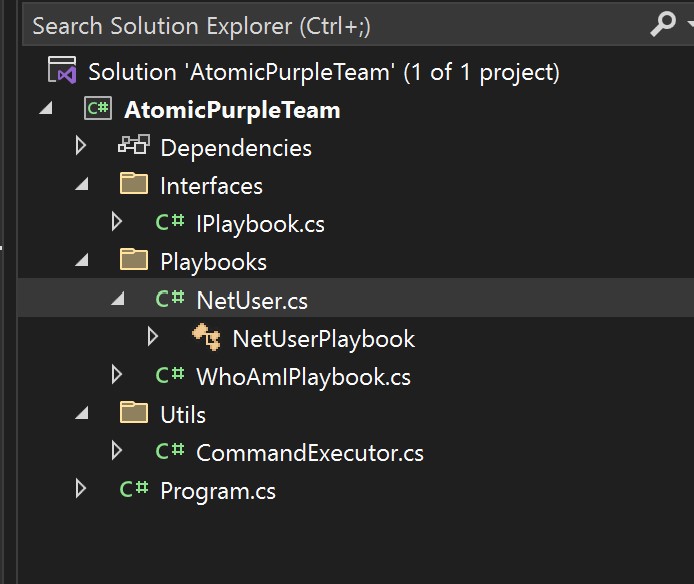 Search Solution Explorer (Ctrl+;)
Solution 'AtomicPurpleTeam' (1 of 1 project)
C# AtomicPurpleTeam
Dependencies
Interfaces
C# IPlaybook.cs
Playbooks
C# NetUser.cs
NetUserPlaybook
C# WhoAmIPlaybook.cs
Utils
C# CommandExecutor.cs
C# Program.cs